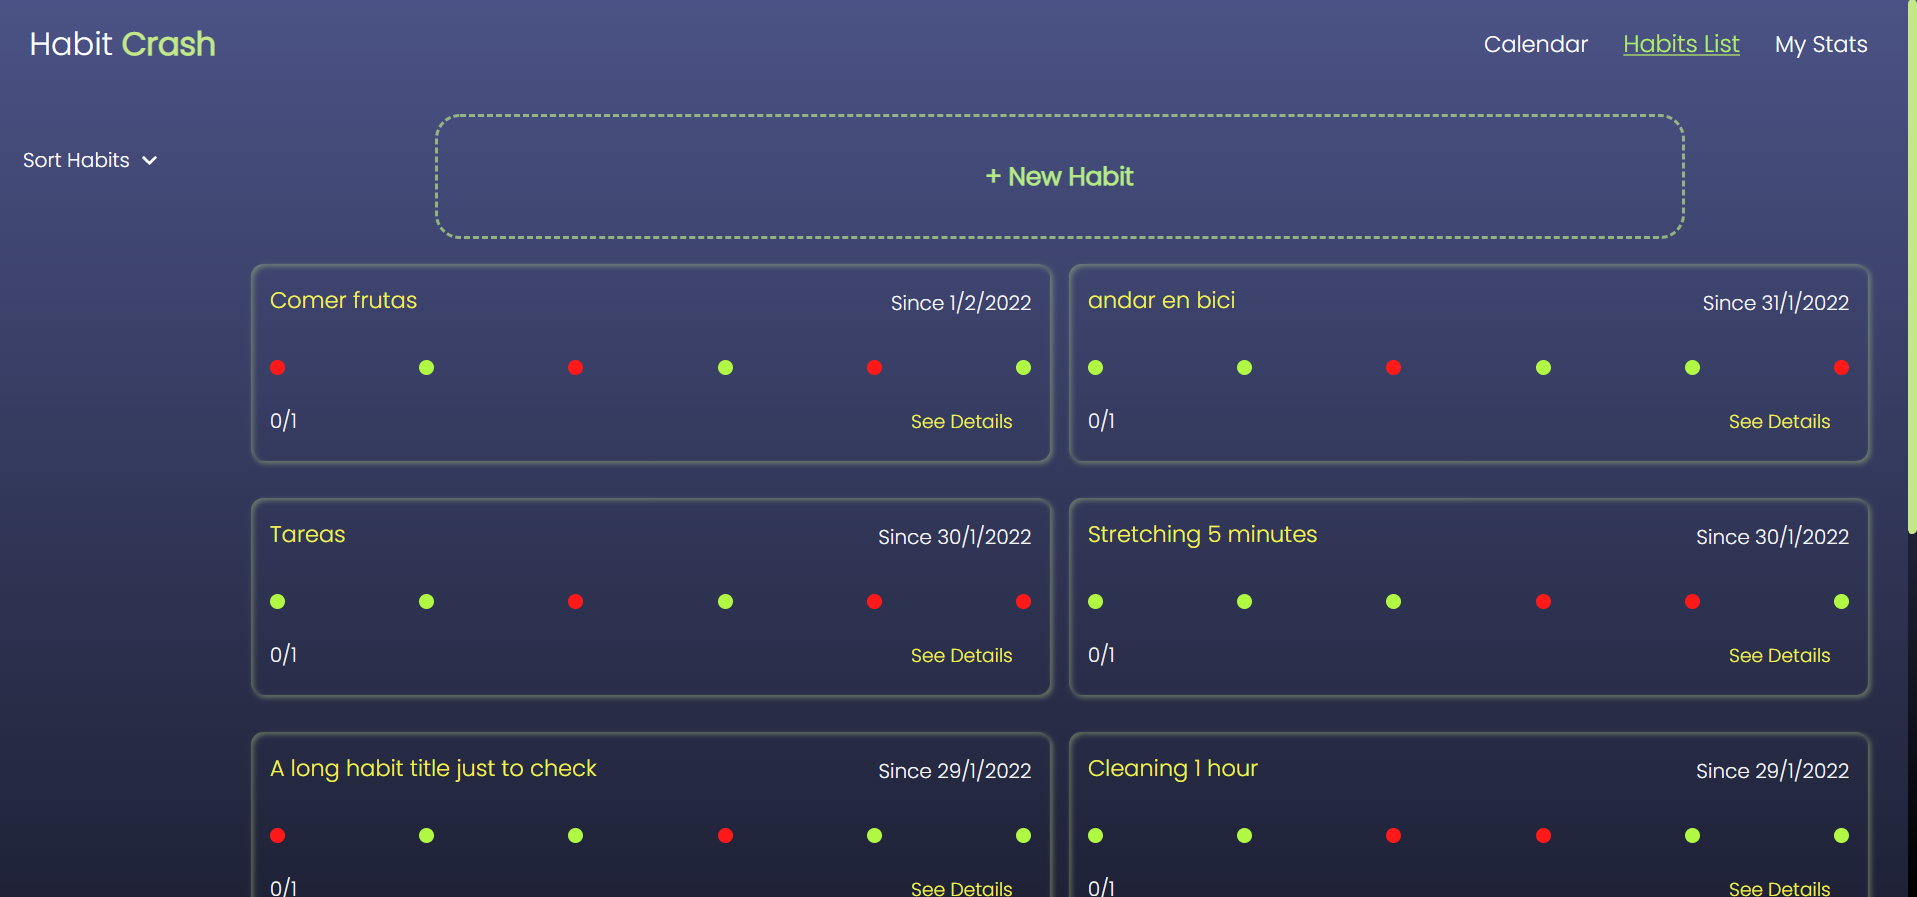 Habit Crash
Calendar Habits List My Stats
Sort Habits
+ New Habit
Comer frutas Since 1/2/2022
0/1 See Details
andar en bici Since 31/1/2022
0/1 See Details
Tareas Since 30/1/2022
0/1 See Details
Stretching 5 minutes Since 30/1/2022
0/1 See Details
A long habit title just to check Since 29/1/2022
0/1 See Details
Cleaning 1 hour Since 29/1/2022
0/1 See Details